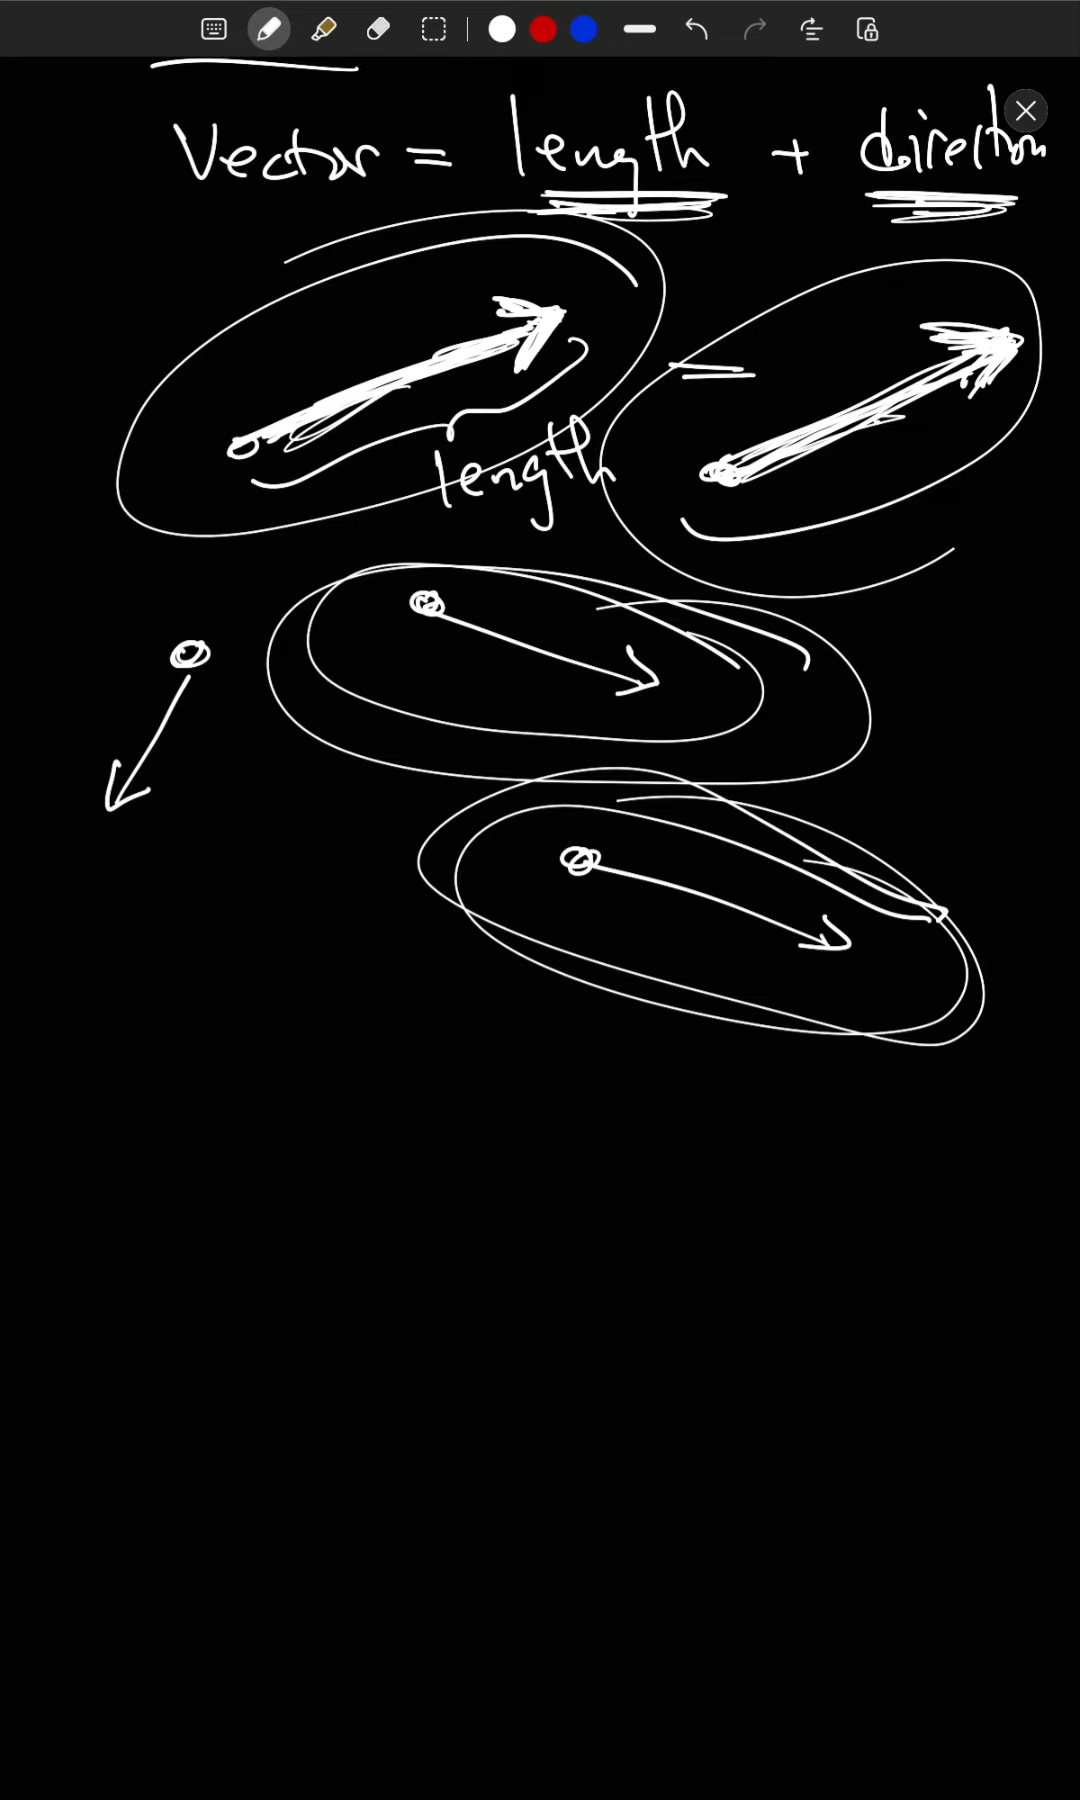 Vector = length + direction
=
length